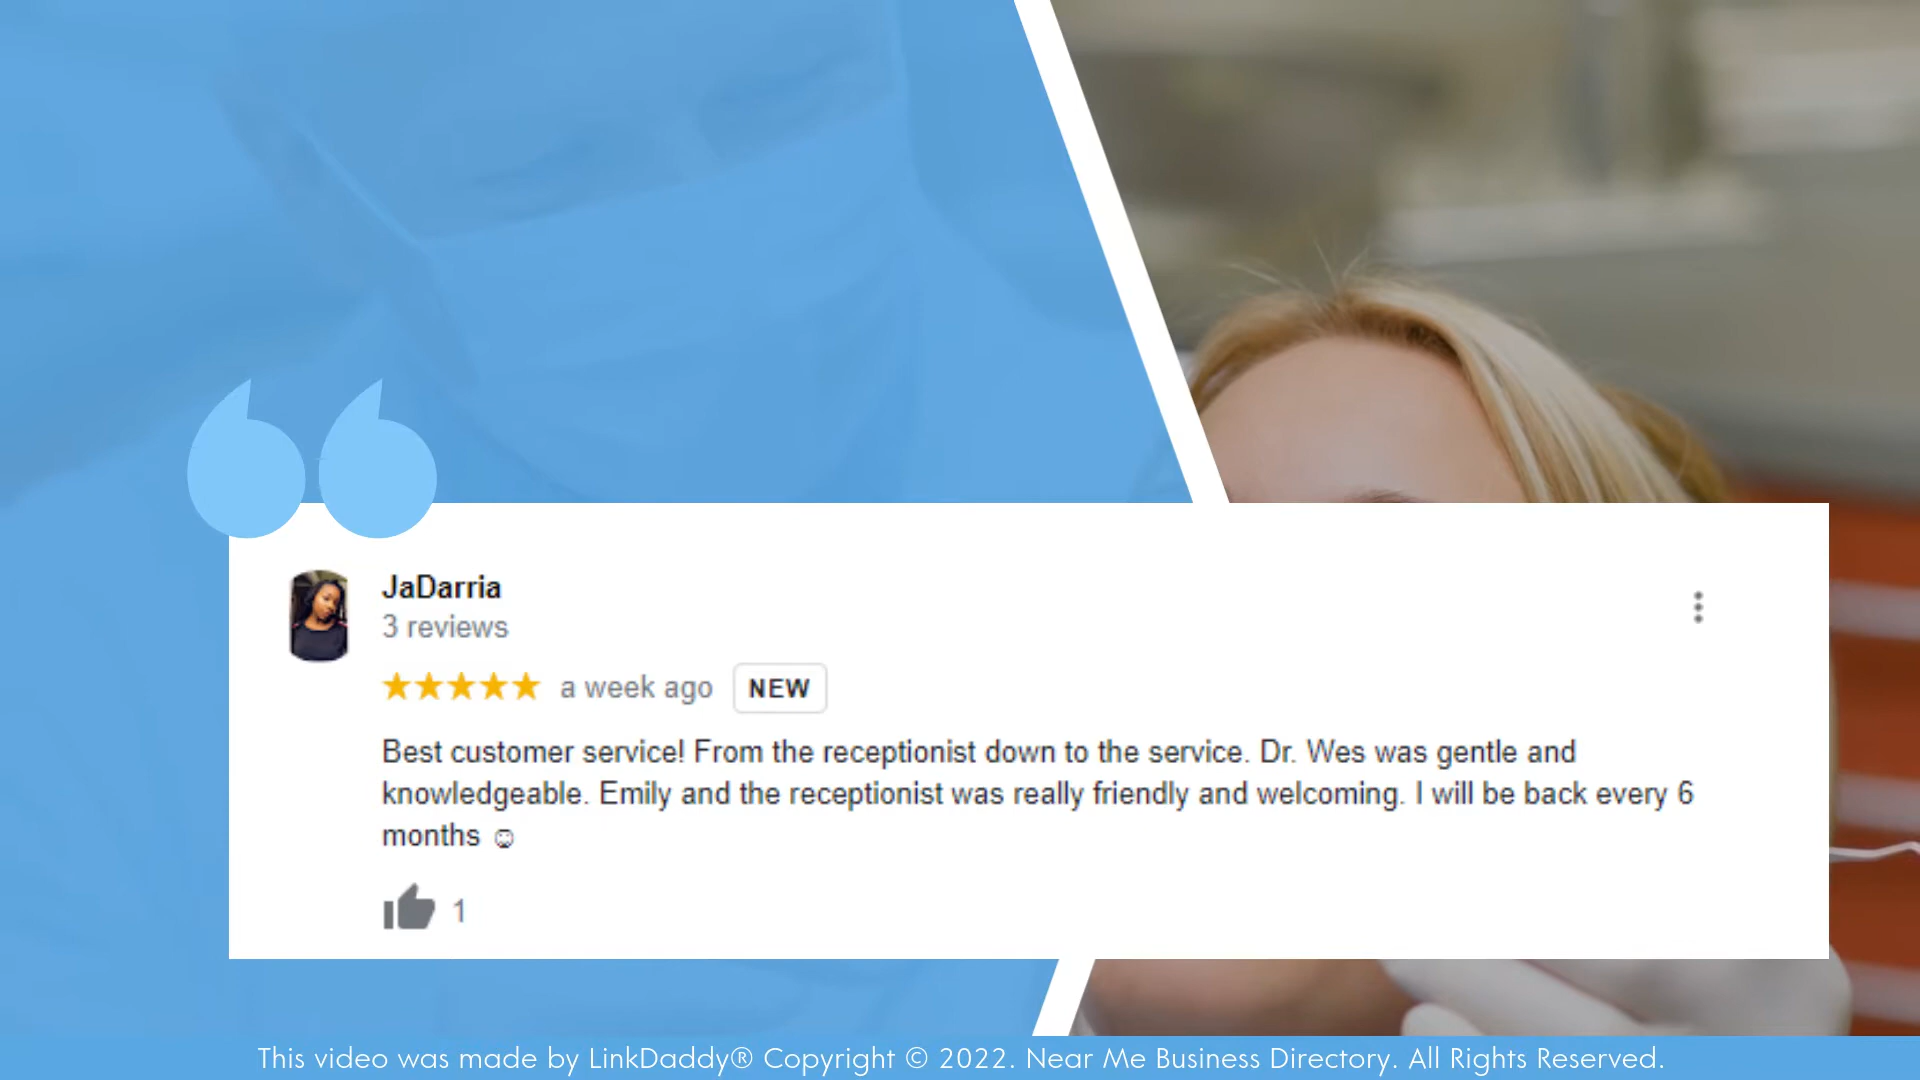 JaDarria
3 reviews
★★★★★ a week ago NEW
Best customer service! From the receptionist down to the service. Dr. Wes was gentle and
knowledgeable. Emily and the receptionist was really friendly and welcoming. I will be back every 6
months ☺
1
This video was made by LinkDaddy® Copyright © 2022. Near Me Business Directory. All Rights Reserved.